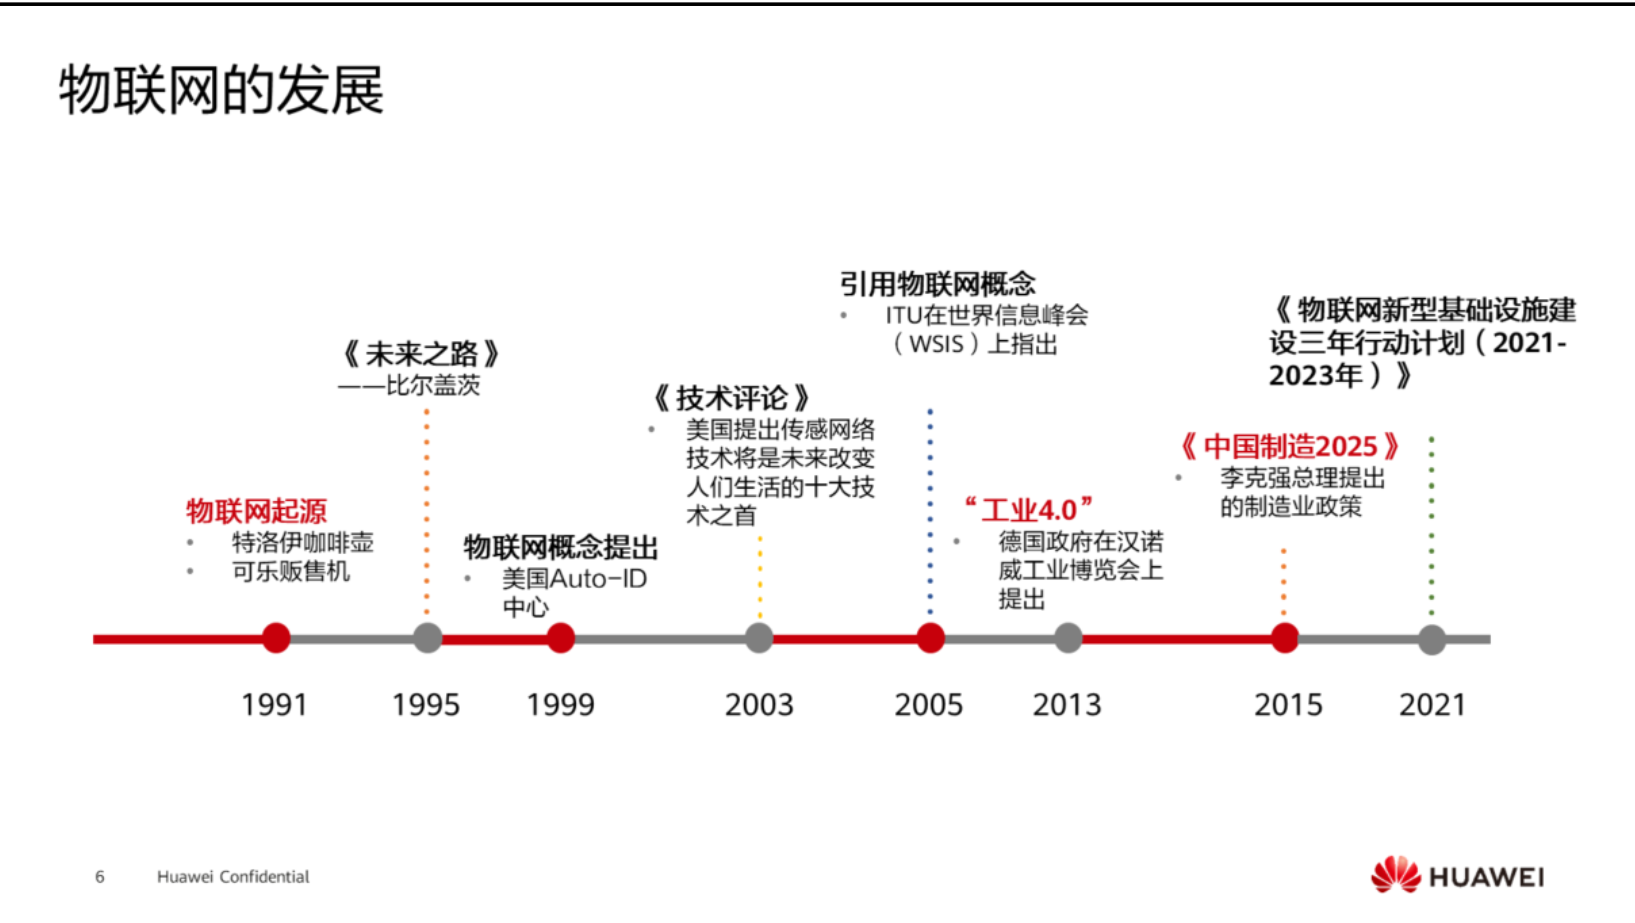 物联网的发展
引用物联网概念
• ITU在世界信息峰会
（WSIS）上指出
《物联网新型基础设施建
设三年行动计划（2021-
2023年）》
《未来之路》
——比尔盖茨
《技术评论》
• 美国提出传感网络
技术将是未来改变
人们生活的十大技
术之首
《中国制造2025》
• 李克强总理提出
的制造业政策
物联网起源
• 特洛伊咖啡壶
• 可乐贩售机
“工业4.0”
• 德国政府在汉诺
威工业博览会上
提出
物联网概念提出
• 美国Auto-ID
中心
1991
1995
1999
2003
2005
2013
2015
2021
6
Huawei Confidential
HUAWEI